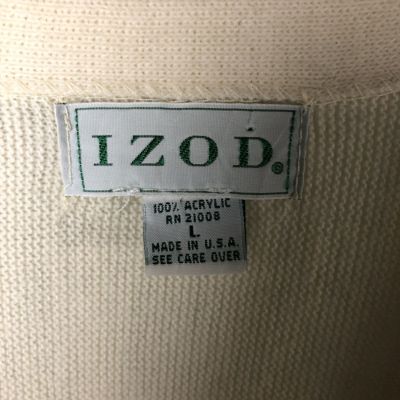 IZOD®
100% ACRYLIC
RN 21008
L
MADE IN U.S.A.
SEE CARE OVER